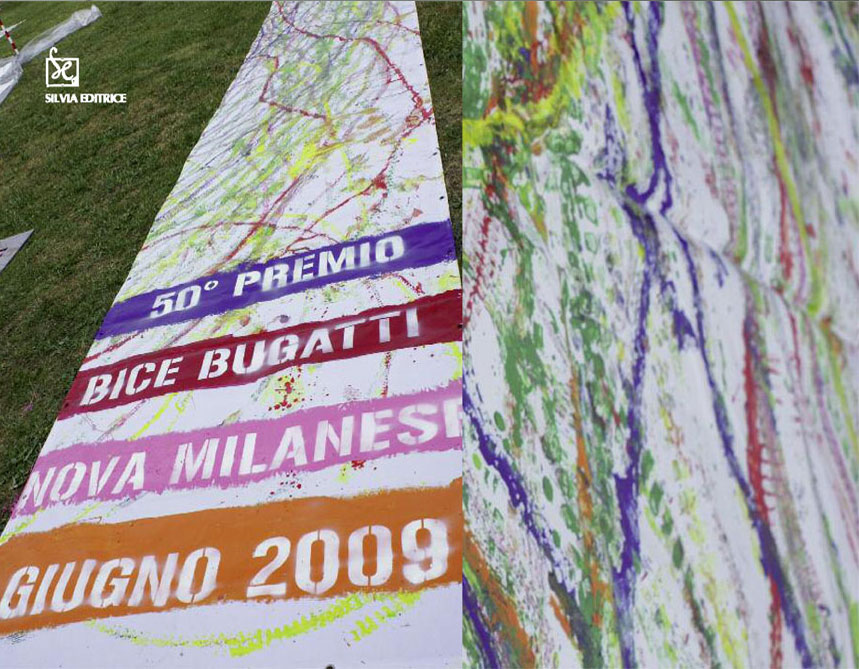 SILVIA EDITRICE
50° PREMIO
BICE BUGATTI
NOVA MILANESE
GIUGNO 2009